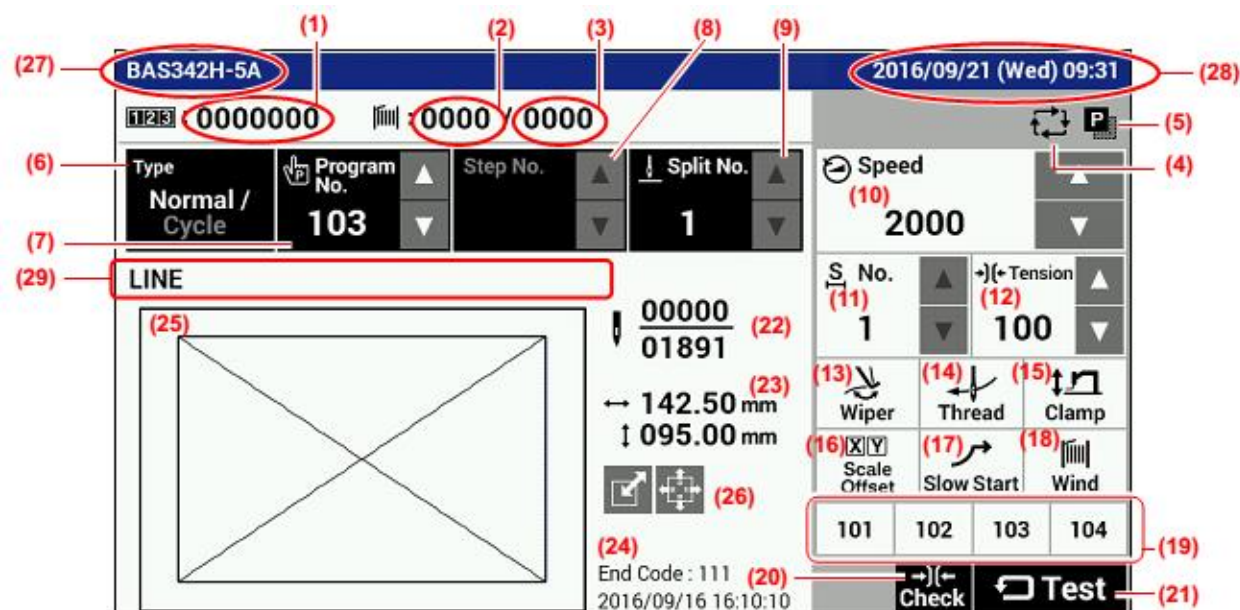 (1) (2) (3) (8) (9)
(27) BAS342H-5A 2016/09/21 (Wed) 09:31 (28)
123 : 0000000 : 0000 / 0000 P (5)
(4)
(6) Type Program No. Step No. Split No. Speed
Normal / Cycle 103 1 (10) 2000
(7)
(29) LINE S No. Tension
(11) (12)
1 100
(25) 00000 (22)
01891
(13) (14) (15)
Wiper Thread Clamp
(23)
142.50 mm
095.00 mm
(16) X Y (17) (18)
Scale Offset Slow Start Wind
(26)
101 102 103 104 (19)
(24)
End Code : 111
2016/09/16 16:10:10
(20) Check Test (21)